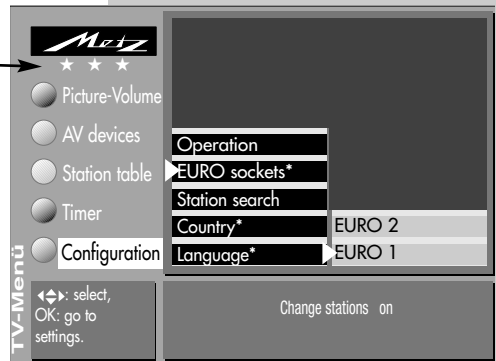 Metz
Picture-Volume
AV devices
Station table
Timer
Configuration
TV-Menü
Operation
EURO sockets*
Station search
Country*
Language*
EURO 2
EURO 1
: select,
OK: go to
settings.
Change stations on